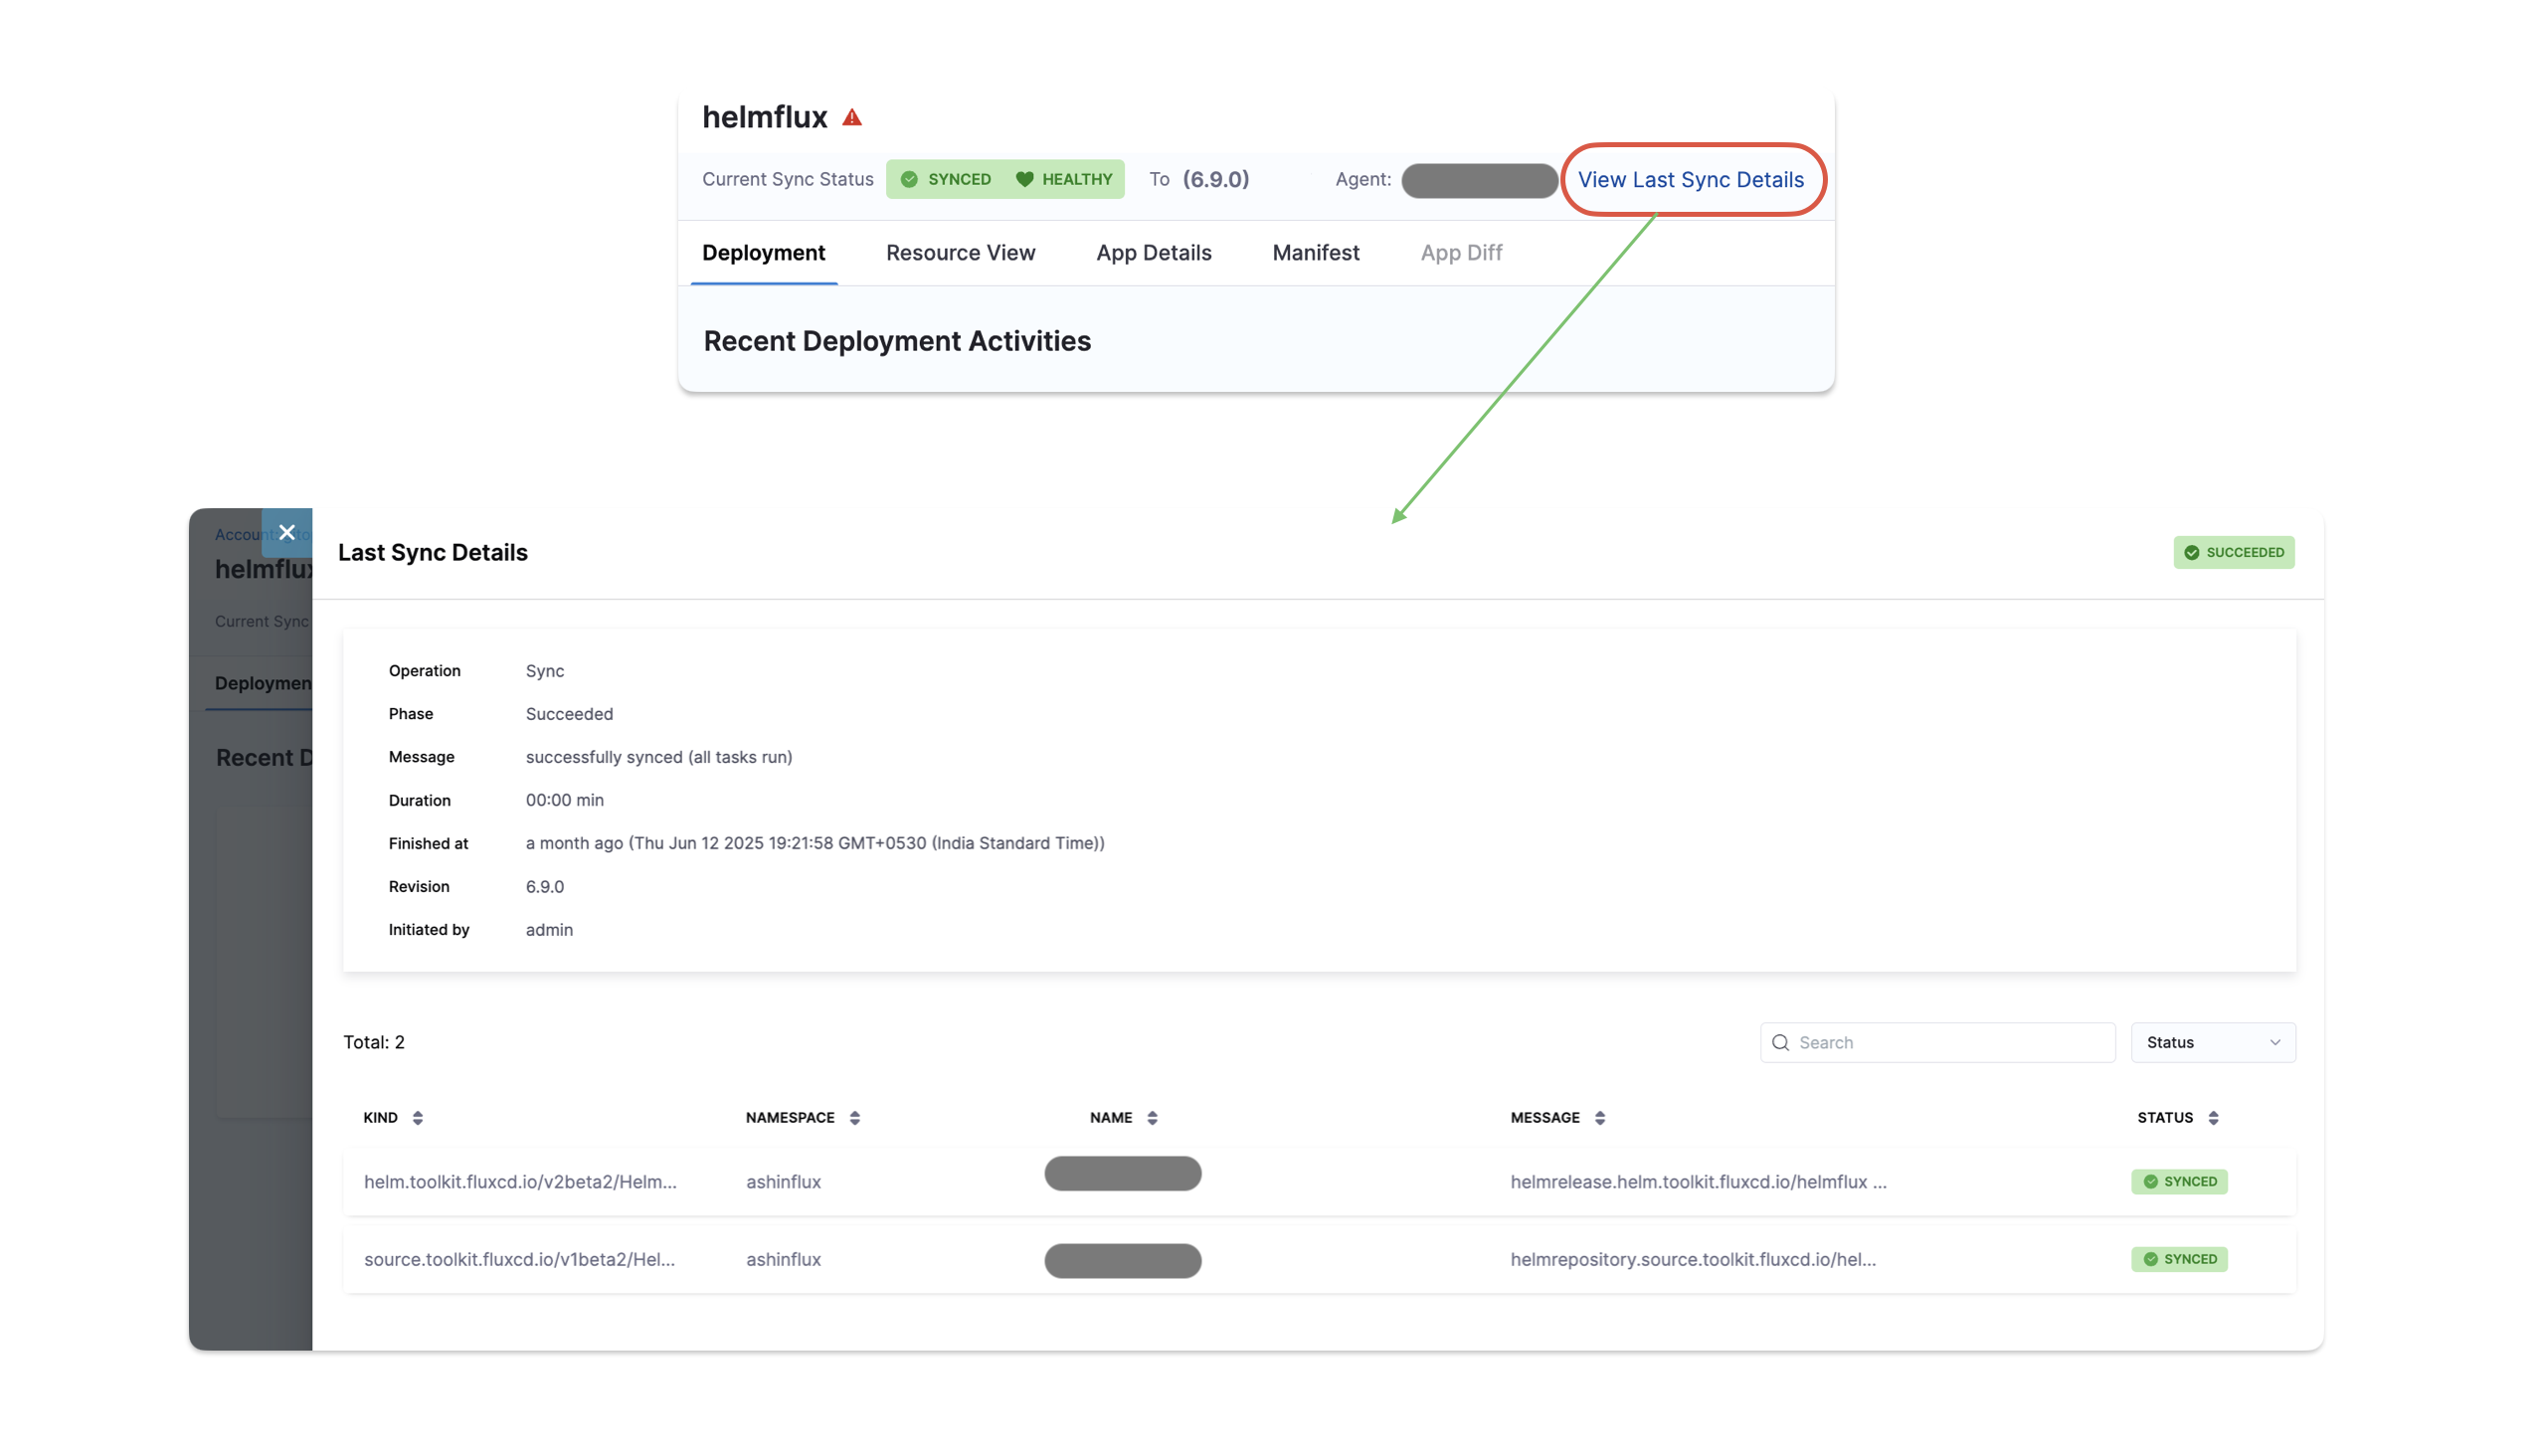 helmflux
Current Sync Status SYNCED HEALTHY To (6.9.0) Agent: View Last Sync Details
Deployment Resource View App Details Manifest App Diff
Recent Deployment Activities
Account:
helmflux
Current Sync
Deploymen
Recent D
Last Sync Details SUCCEEDED
Operation Sync
Phase Succeeded
Message successfully synced (all tasks run)
Duration 00:00 min
Finished at a month ago (Thu Jun 12 2025 19:21:58 GMT+0530 (India Standard Time))
Revision 6.9.0
Initiated by admin
Total: 2 Search Status
KIND NAMESPACE NAME MESSAGE STATUS
helm.toolkit.fluxcd.io/v2beta2/Helm... ashinflux helmrelease.helm.toolkit.fluxcd.io/helmflux ... SYNCED
source.toolkit.fluxcd.io/v1beta2/Hel... ashinflux helmrepository.source.toolkit.fluxcd.io/hel... SYNCED